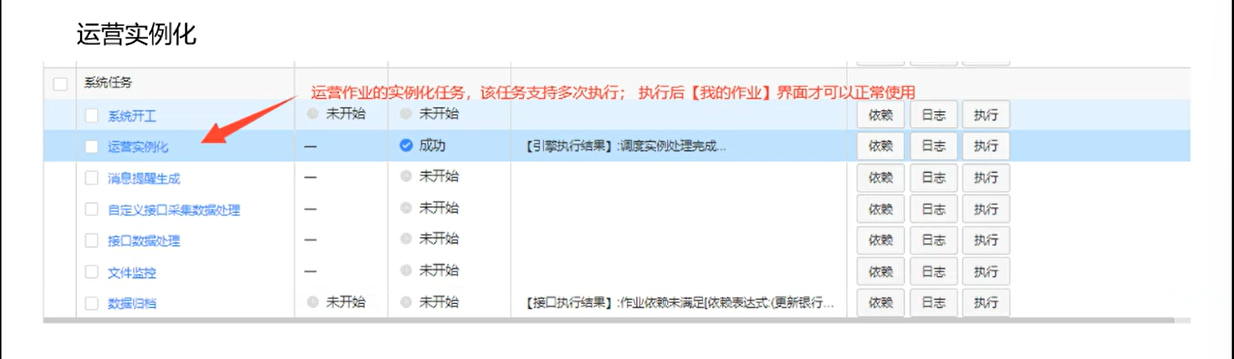 运营实例化
系统任务
运营作业的实例化任务，该任务支持多次执行； 执行后【我的作业】界面才可以正常使用
系统开工 未开始 未开始 依赖 日志 执行
运营实例化 — 成功 【引擎执行结果】:调度实例处理完成... 依赖 日志 执行
消息提醒生成 — 未开始 依赖 日志 执行
自定义接口采集数据处理 — 未开始 依赖 日志 执行
接口数据处理 — 未开始 依赖 日志 执行
文件监控 — 未开始 依赖 日志 执行
数据归档 未开始 未开始 【接口执行结果】:作业依赖未满足[依赖表达式:(更新银行... 依赖 日志 执行